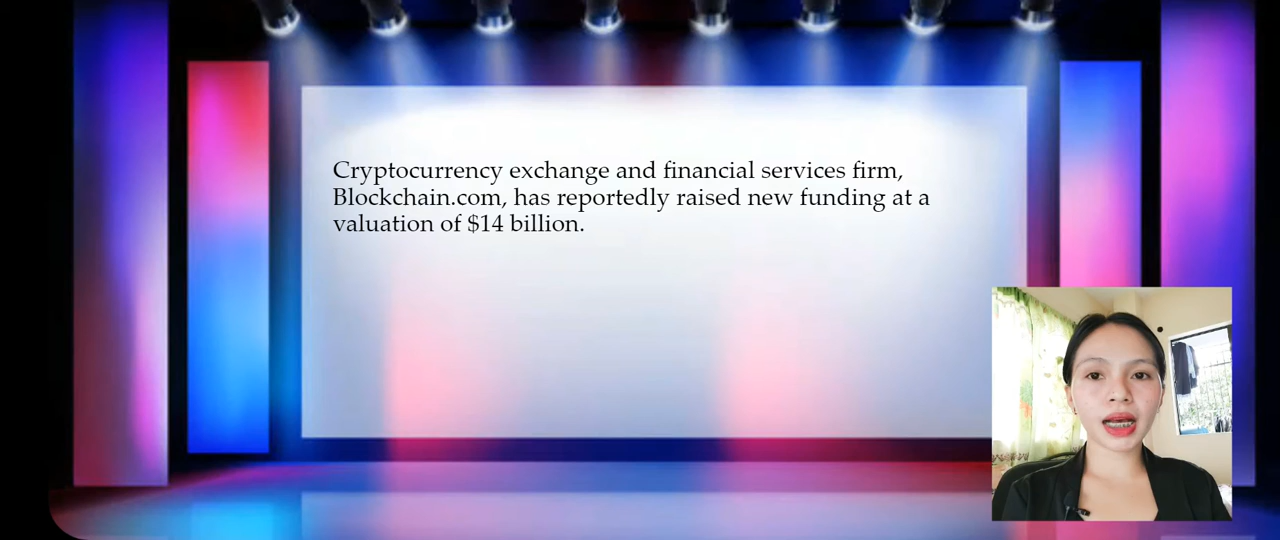 Cryptocurrency exchange and financial services firm,
Blockchain.com, has reportedly raised new funding at a
valuation of $14 billion.